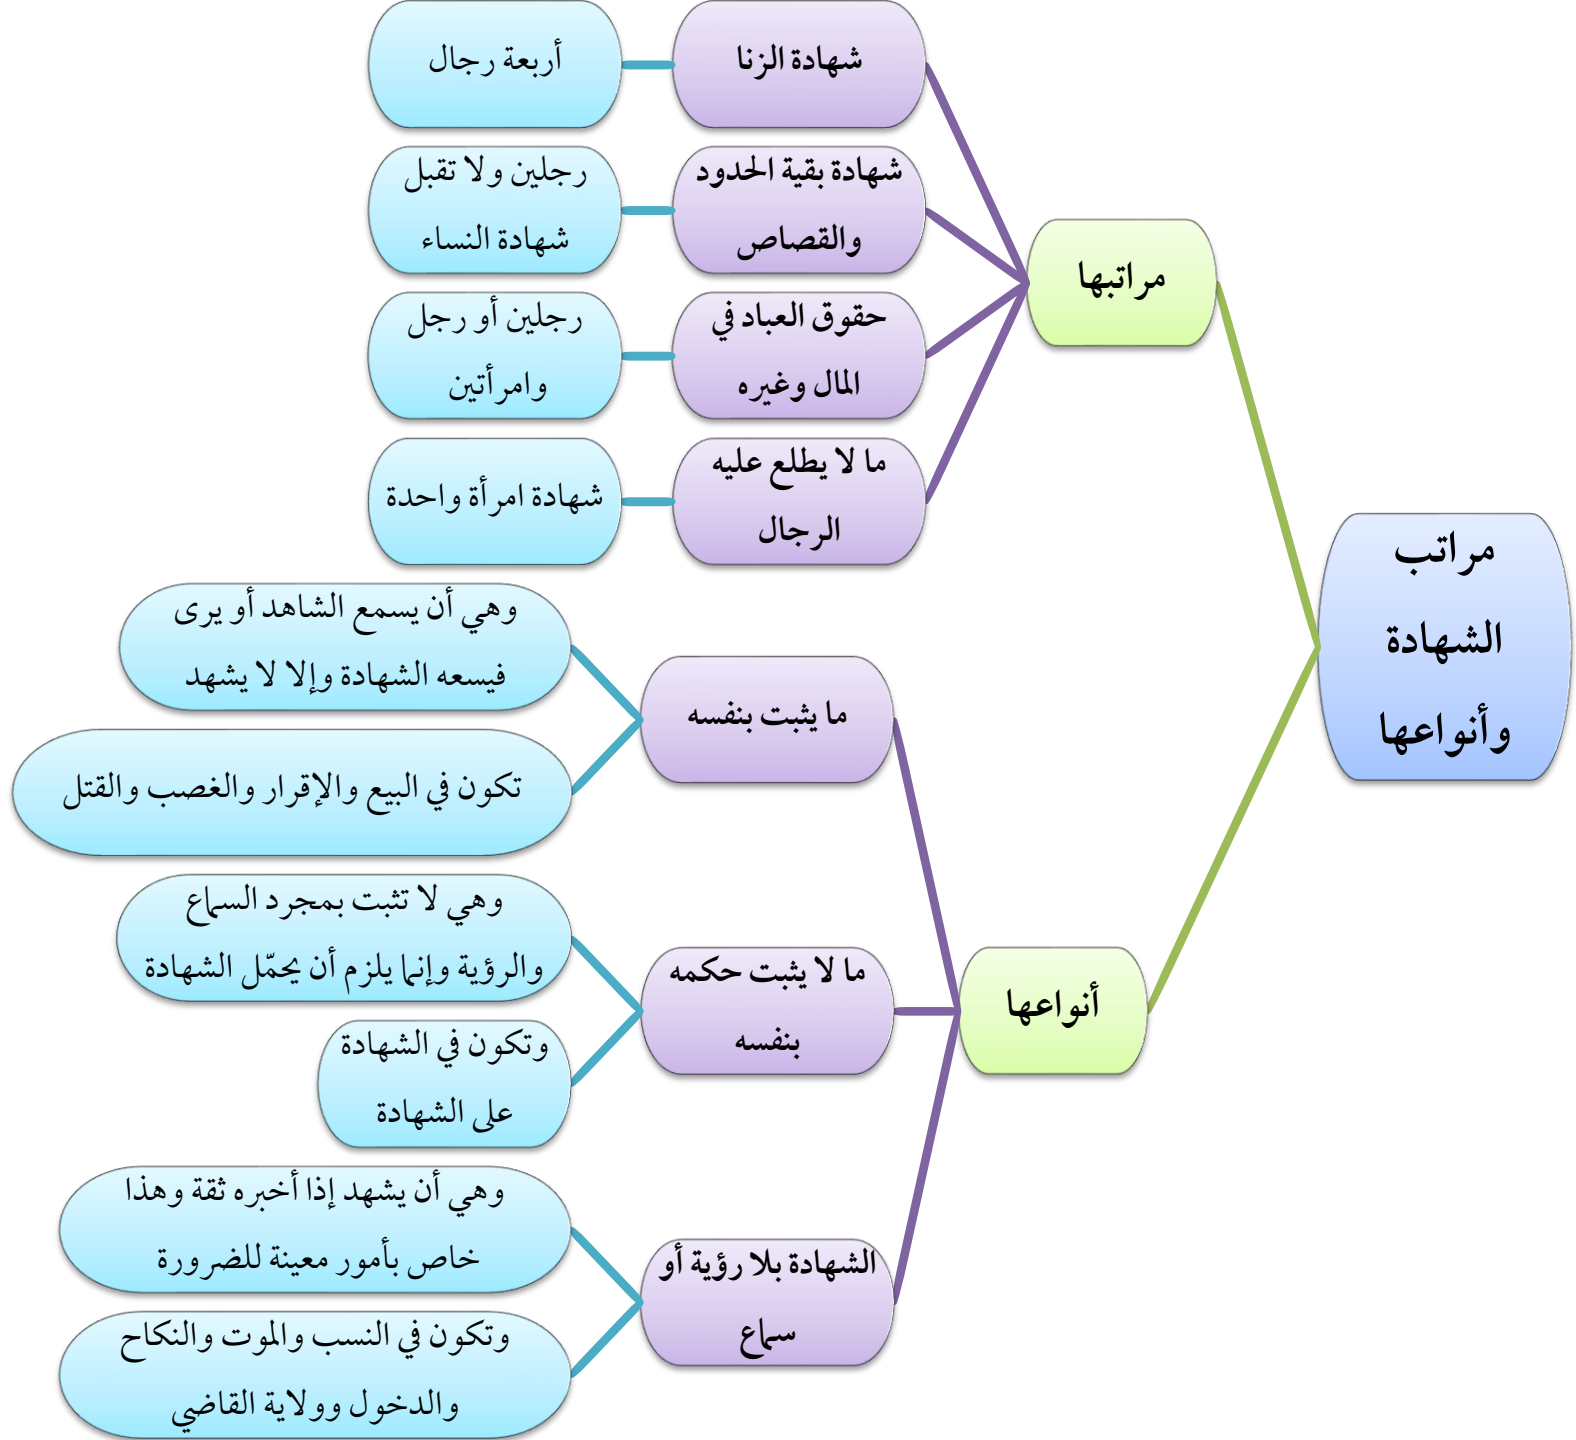 مراتب
الشهادة
وأنواعها
مراتبها
شهادة الزنا
أربعة رجال
شهادة بقية الحدود
والقصاص
رجلين ولا تقبل
شهادة النساء
حقوق العباد في
المال وغيره
رجلين أو رجل
وامرأتين
ما لا يطلع عليه
الرجال
شهادة امرأة واحدة
أنواعها
ما يثبت بنفسه
وهي أن يسمع الشاهد أو يرى
فيسعه الشهادة وإلا لا يشهد
تكون في البيع والإقرار والغصب والقتل
ما لا يثبت حكمه
بنفسه
وهي لا تثبت بمجرد السماع
والرؤية وإنما يلزم أن يحمّل الشهادة
وتكون في الشهادة
على الشهادة
الشهادة بلا رؤية أو
سماع
وهي أن يشهد إذا أخبره ثقة وهذا
خاص بأمور معينة للضرورة
وتكون في النسب والموت والنكاح
والدخول وولاية القاضي